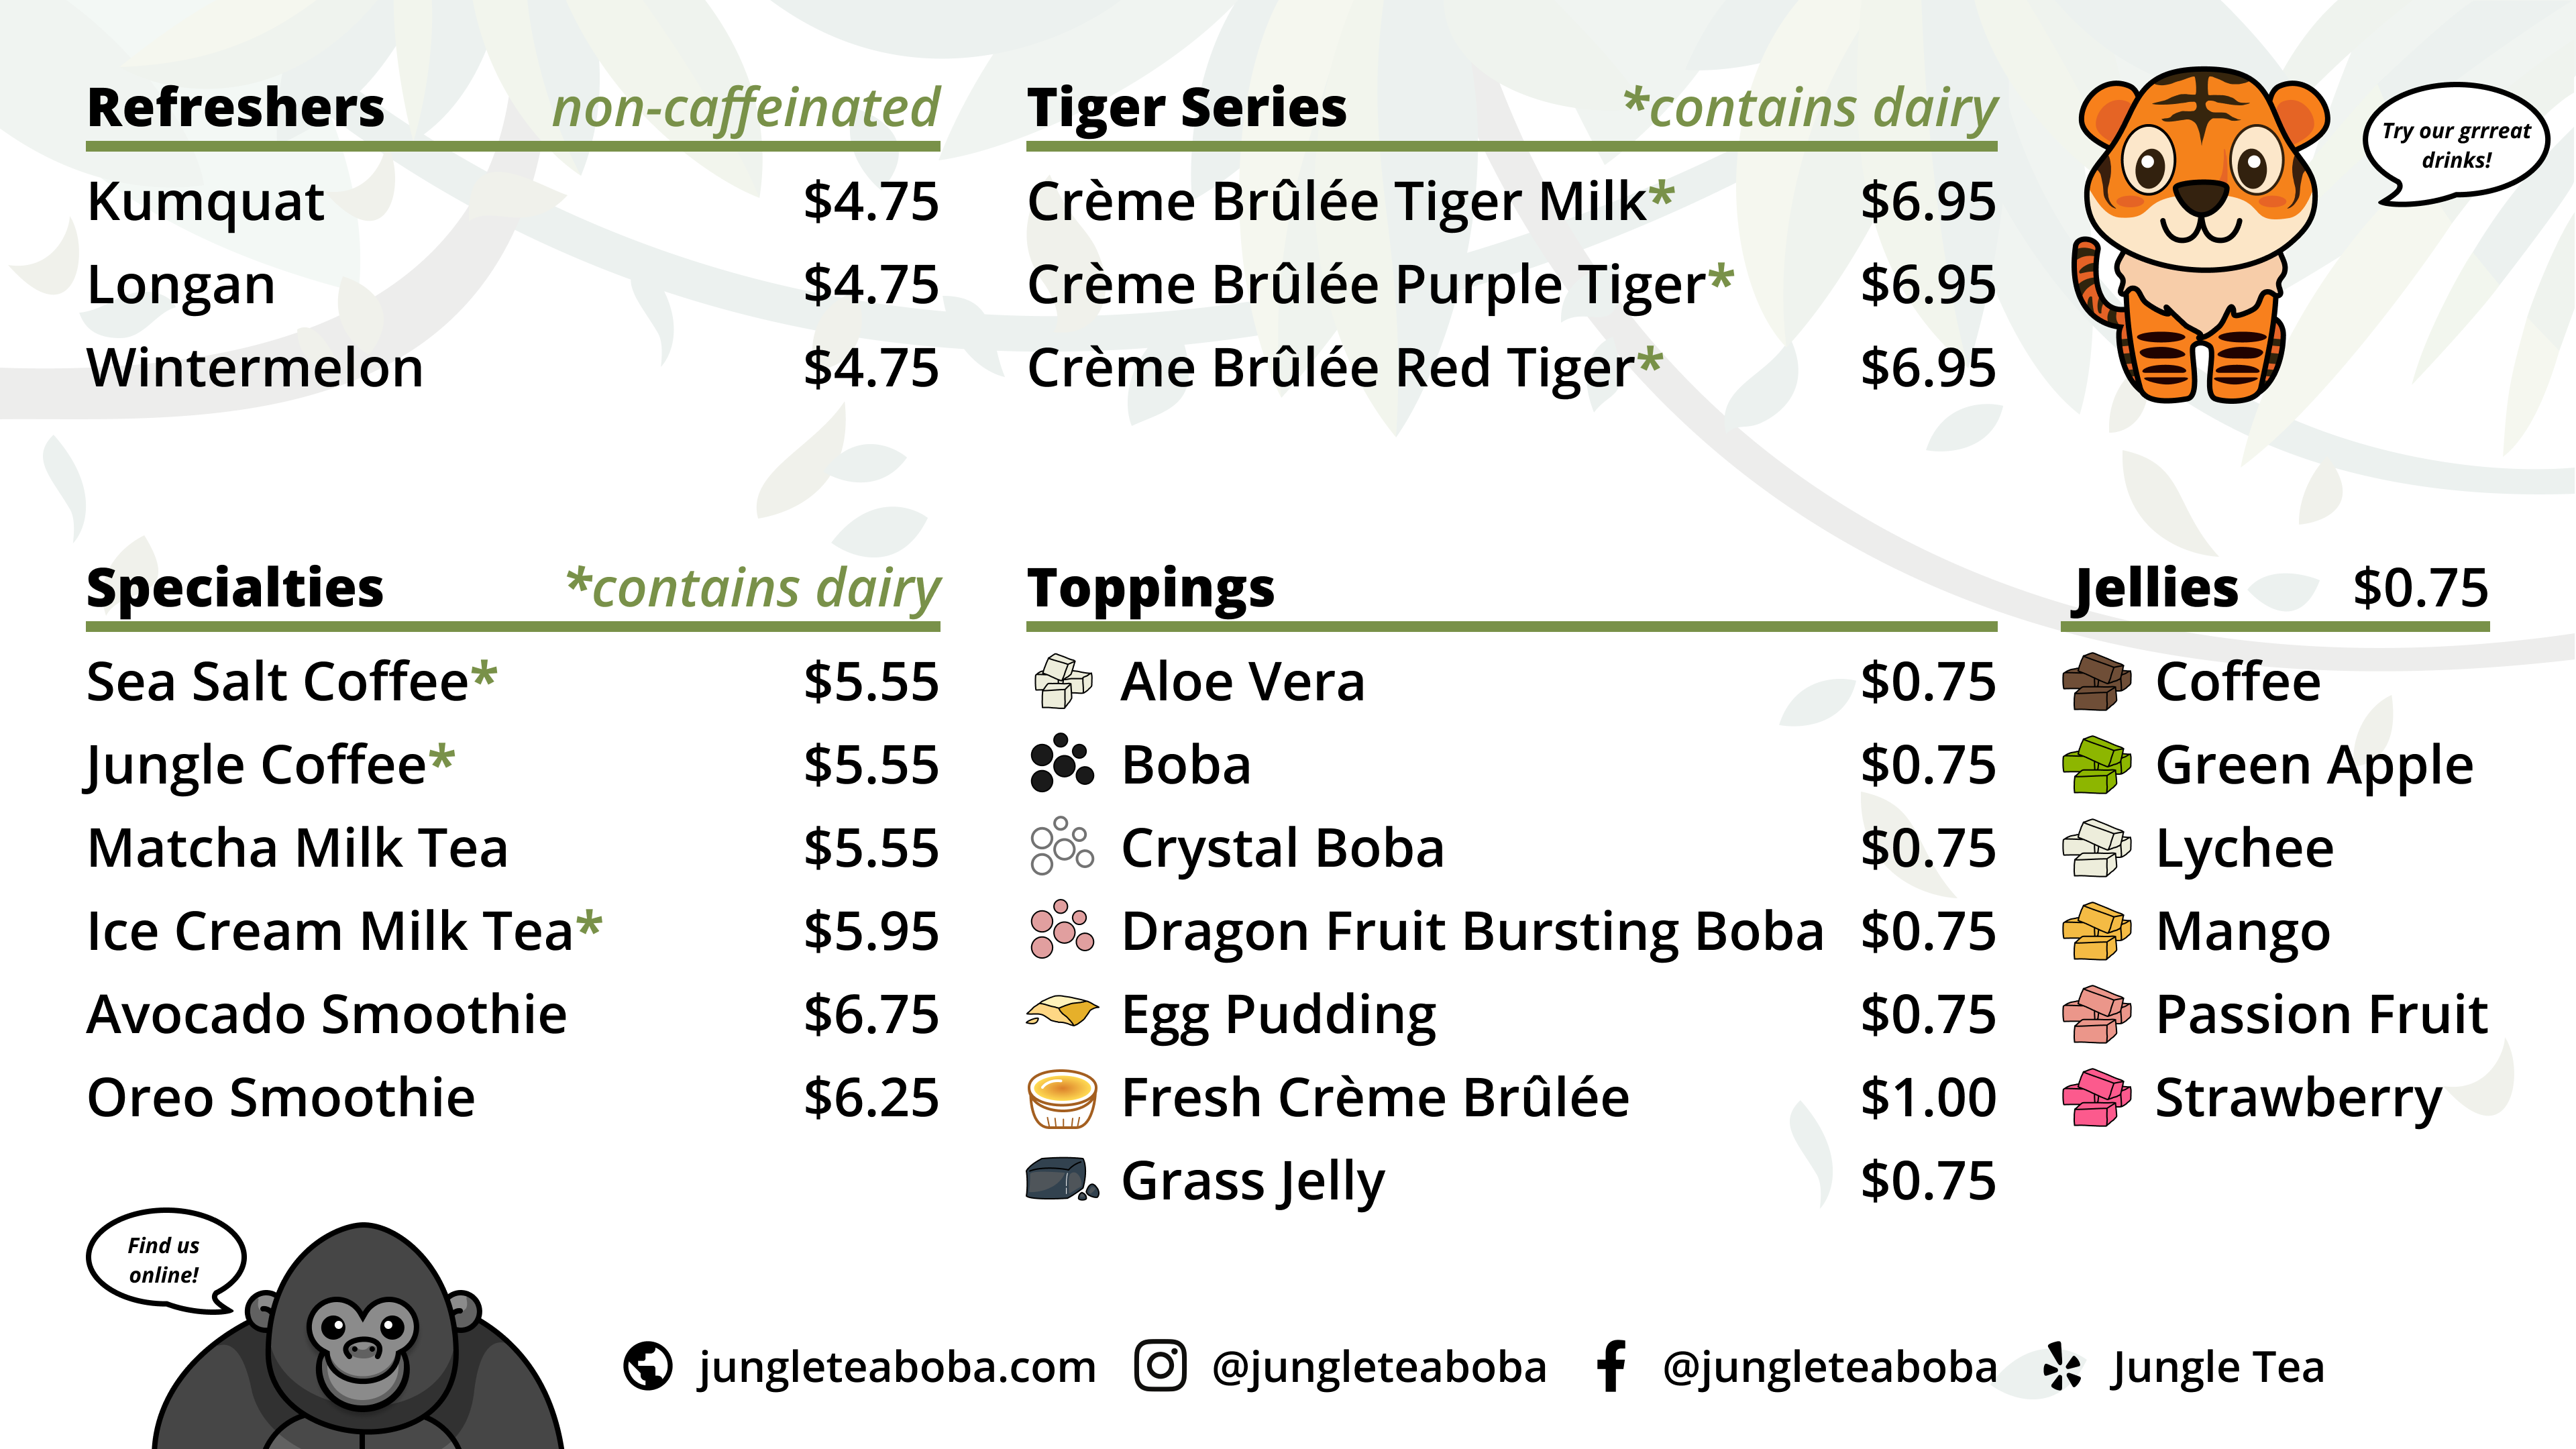 Refreshers non-caffeinated
Kumquat $4.75
Longan $4.75
Wintermelon $4.75
Tiger Series *contains dairy
Crème Brûlée Tiger Milk* $6.95
Crème Brûlée Purple Tiger* $6.95
Crème Brûlée Red Tiger* $6.95
Try our grrreat
drinks!
Specialties *contains dairy
Sea Salt Coffee* $5.55
Jungle Coffee* $5.55
Matcha Milk Tea $5.55
Ice Cream Milk Tea* $5.95
Avocado Smoothie $6.75
Oreo Smoothie $6.25
Toppings
Aloe Vera $0.75
Boba $0.75
Crystal Boba $0.75
Dragon Fruit Bursting Boba $0.75
Egg Pudding $0.75
Fresh Crème Brûlée $1.00
Grass Jelly $0.75
Jellies $0.75
Coffee
Green Apple
Lychee
Mango
Passion Fruit
Strawberry
Find us
online!
jungleteaboba.com @jungleteaboba @jungleteaboba Jungle Tea